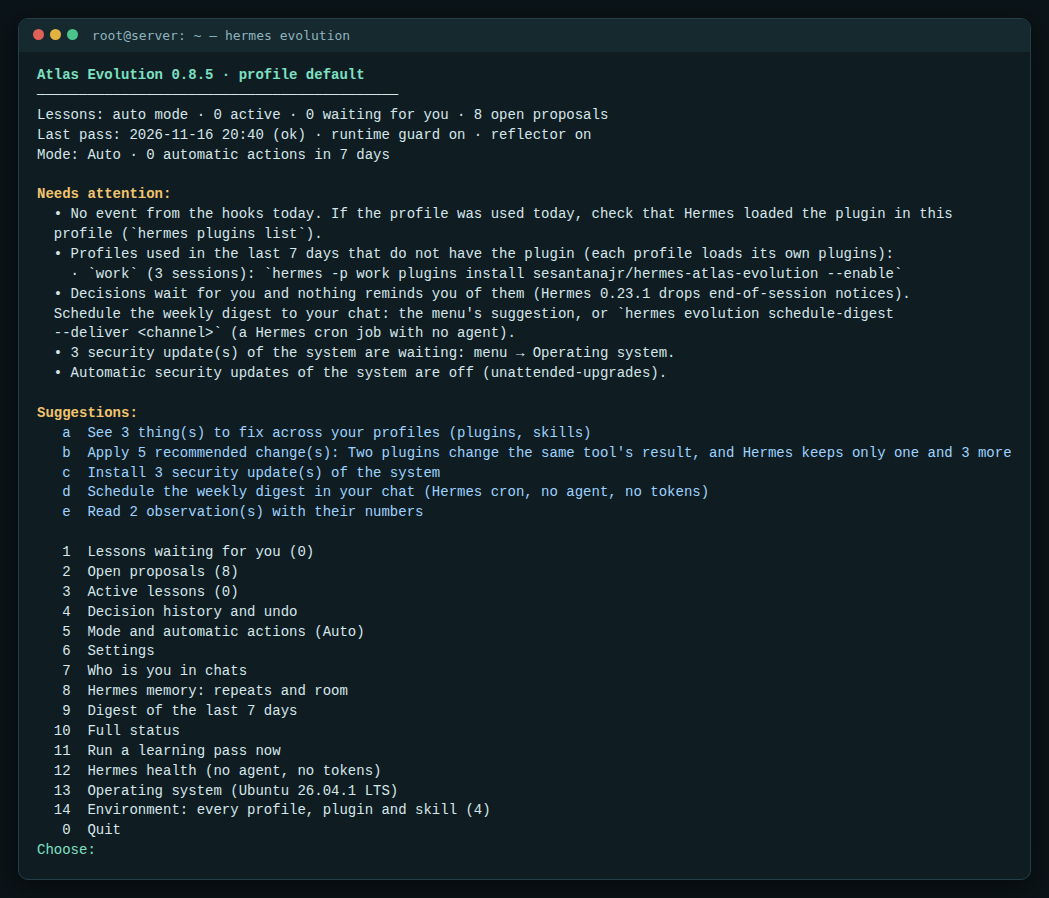 root@server: ~ — hermes evolution
Atlas Evolution 0.8.5 · profile default
───────────────────────────────────────────
Lessons: auto mode · 0 active · 0 waiting for you · 8 open proposals
Last pass: 2026-11-16 20:40 (ok) · runtime guard on · reflector on
Mode: Auto · 0 automatic actions in 7 days
Needs attention:
• No event from the hooks today. If the profile was used today, check that Hermes loaded the plugin in this
profile (`hermes plugins list`).
• Profiles used in the last 7 days that do not have the plugin (each profile loads its own plugins):
· `work` (3 sessions): `hermes -p work plugins install sesantanajr/hermes-atlas-evolution --enable`
• Decisions wait for you and nothing reminds you of them (Hermes 0.23.1 drops end-of-session notices).
Schedule the weekly digest to your chat: the menu's suggestion, or `hermes evolution schedule-digest
--deliver <channel>` (a Hermes cron job with no agent).
• 3 security update(s) of the system are waiting: menu → Operating system.
• Automatic security updates of the system are off (unattended-upgrades).
Suggestions:
a  See 3 thing(s) to fix across your profiles (plugins, skills)
b  Apply 5 recommended change(s): Two plugins change the same tool's result, and Hermes keeps only one and 3 more
c  Install 3 security update(s) of the system
d  Schedule the weekly digest in your chat (Hermes cron, no agent, no tokens)
e  Read 2 observation(s) with their numbers
1  Lessons waiting for you (0)
2  Open proposals (8)
3  Active lessons (0)
4  Decision history and undo
5  Mode and automatic actions (Auto)
6  Settings
7  Who is you in chats
8  Hermes memory: repeats and room
9  Digest of the last 7 days
10  Full status
11  Run a learning pass now
12  Hermes health (no agent, no tokens)
13  Operating system (Ubuntu 26.04.1 LTS)
14  Environment: every profile, plugin and skill (4)
0  Quit
Choose: